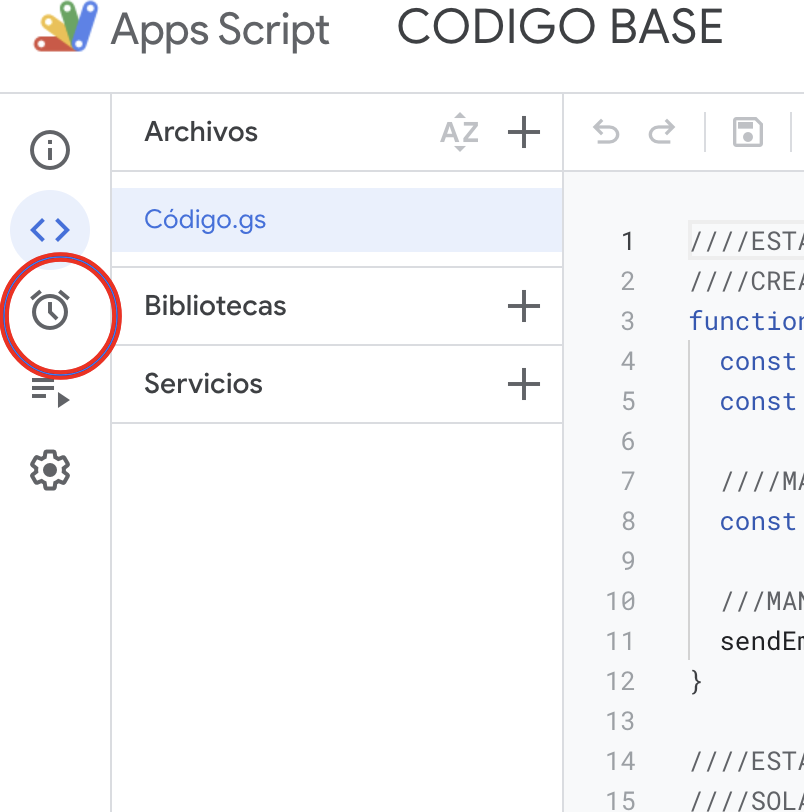 Apps Script CODIGO BASE
Archivos AZ
Código.gs
Bibliotecas
Servicios
1 ////ESTA
2 ////CREA
3 function
4 const
5 const
6
7 ////MA
8 const
9
10 ///MAN
11 sendEm
12 }
13
14 ////ESTA
15 ////SOLA